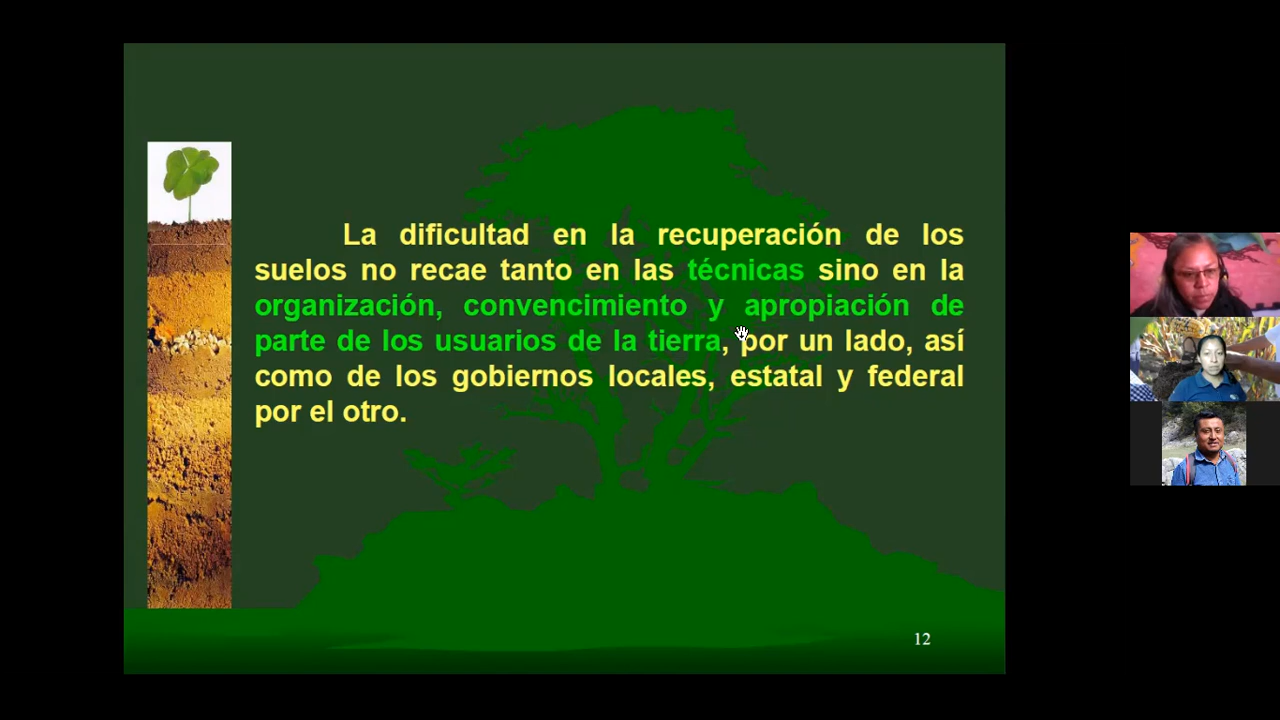 La dificultad en la recuperación de los
suelos no recae tanto en las técnicas sino en la
organización, convencimiento y apropiación de
parte de los usuarios de la tierra, por un lado, así
como de los gobiernos locales, estatal y federal
por el otro.
12